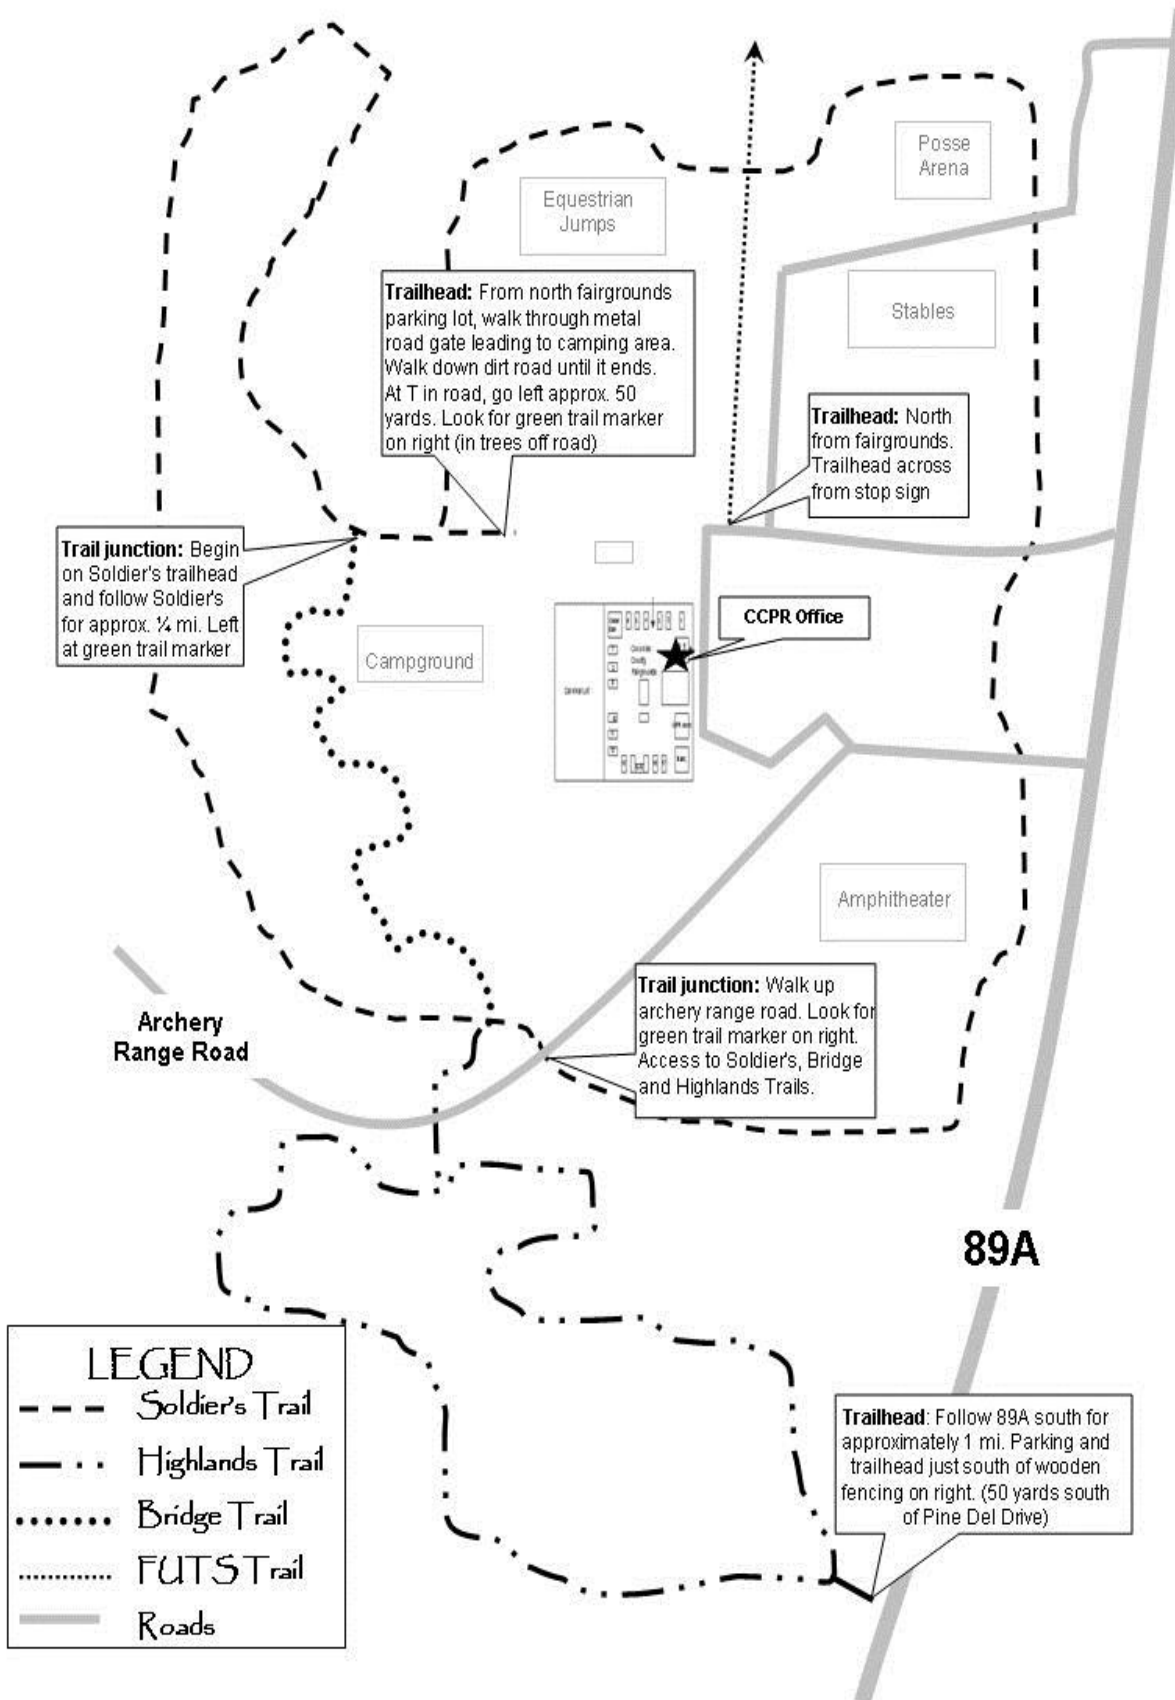 Posse
Arena
Equestrian
Jumps
Trailhead: From north fairgrounds
parking lot, walk through metal
road gate leading to camping area.
Walk down dirt road until it ends.
At T in road, go left approx. 50
yards. Look for green trail marker
on right (in trees off road)
Stables
Trailhead: North
from fairgrounds.
Trailhead across
from stop sign
Trail junction: Begin
on Soldier's trailhead
and follow Soldier's
for approx. ¼ mi. Left
at green trail marker
CCPR Office
Campground
Amphitheater
Trail junction: Walk up
archery range road. Look for
green trail marker on right.
Access to Soldier's, Bridge
and Highlands Trails.
Archery
Range Road
89A
LEGEND
Soldier's Trail
Highlands Trail
Bridge Trail
FUTS Trail
Roads
Trailhead: Follow 89A south for
approximately 1 mi. Parking and
trailhead just south of wooden
fencing on right. (50 yards south
of Pine Del Drive)